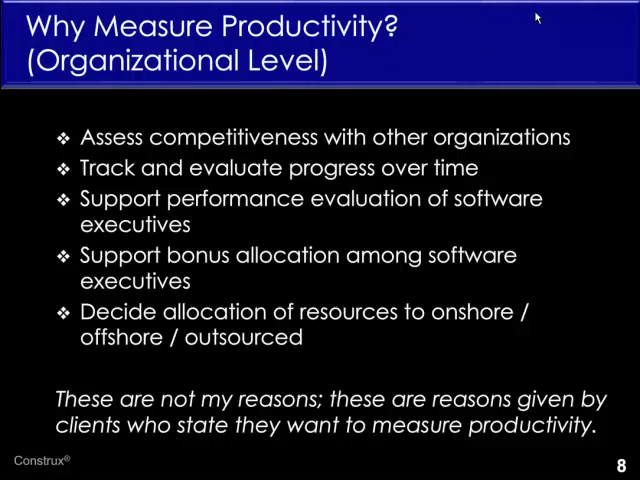 Why Measure Productivity?
(Organizational Level)
❖ Assess competitiveness with other organizations
❖ Track and evaluate progress over time
❖ Support performance evaluation of software
executives
❖ Support bonus allocation among software
executives
❖ Decide allocation of resources to onshore /
offshore / outsourced
These are not my reasons; these are reasons given by
clients who state they want to measure productivity.
Construx®
8